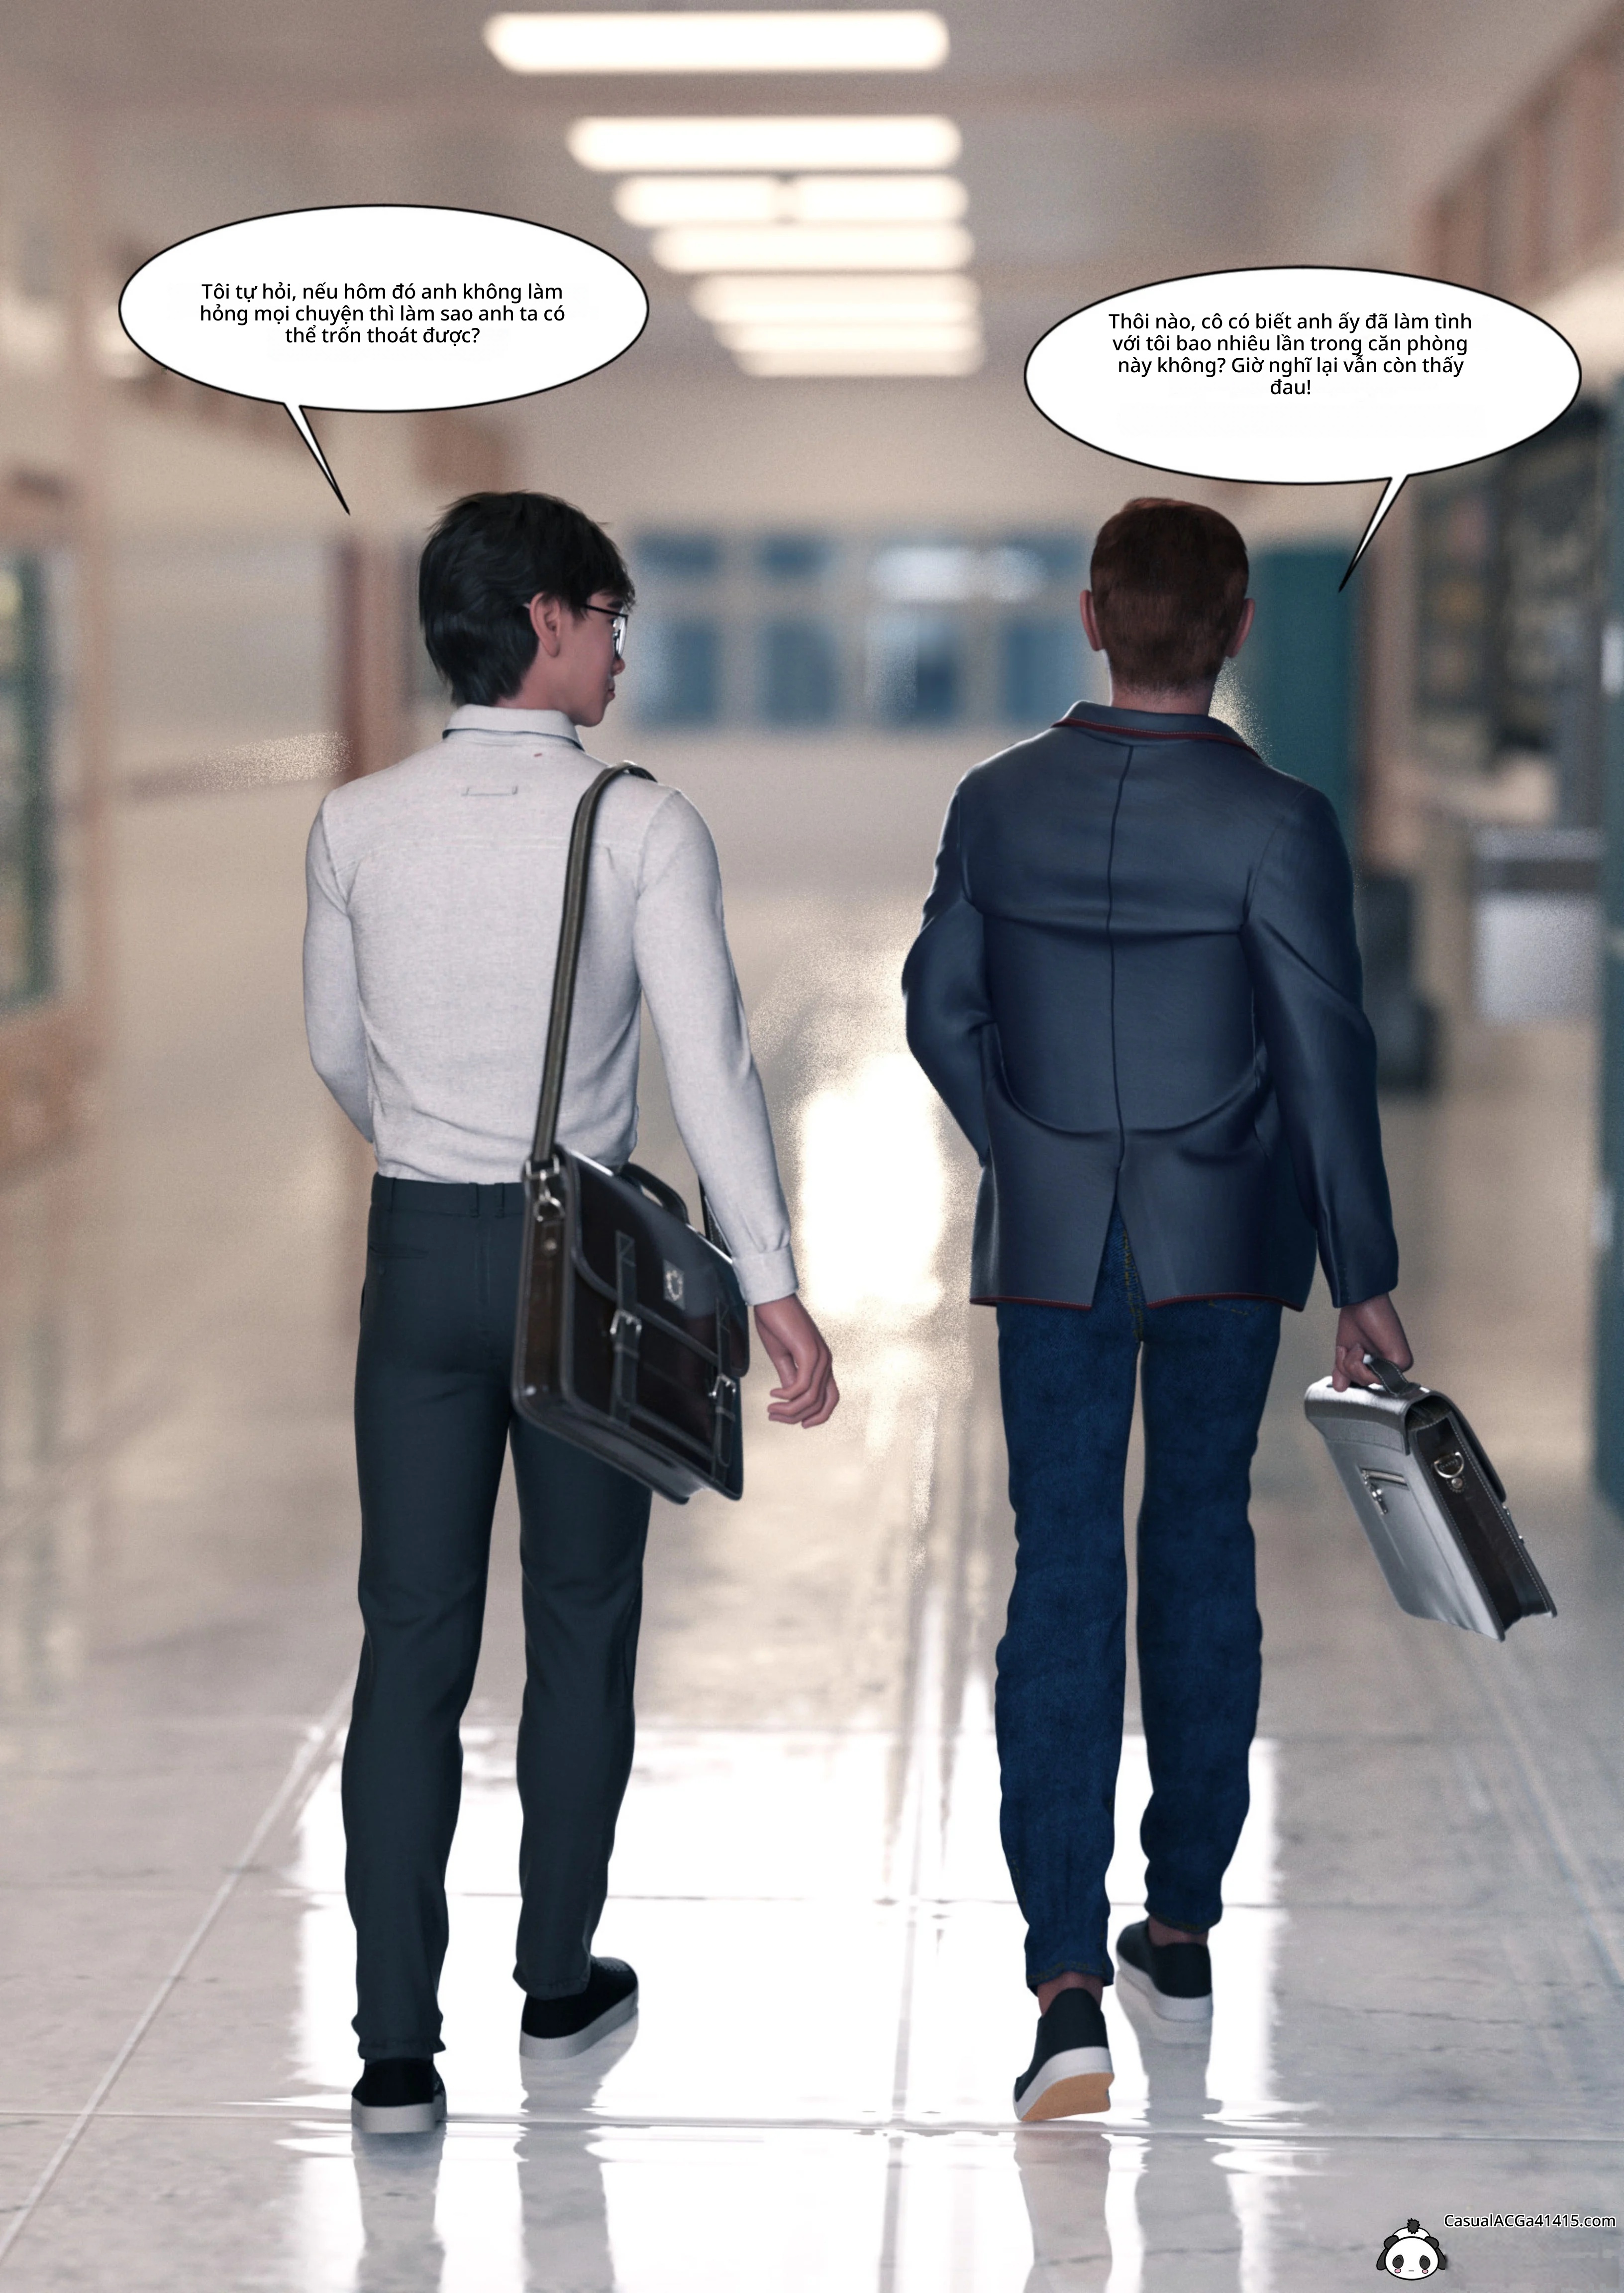 Tôi tự hỏi, nếu hôm đó anh không làm
hỏng mọi chuyện thì làm sao anh ta có
thể trốn thoát được?
Thôi nào, cô có biết anh ấy đã làm tình
với tôi bao nhiêu lần trong căn phòng
này không? Giờ nghĩ lại vẫn còn thấy
đau!
CasualACGa41415.com